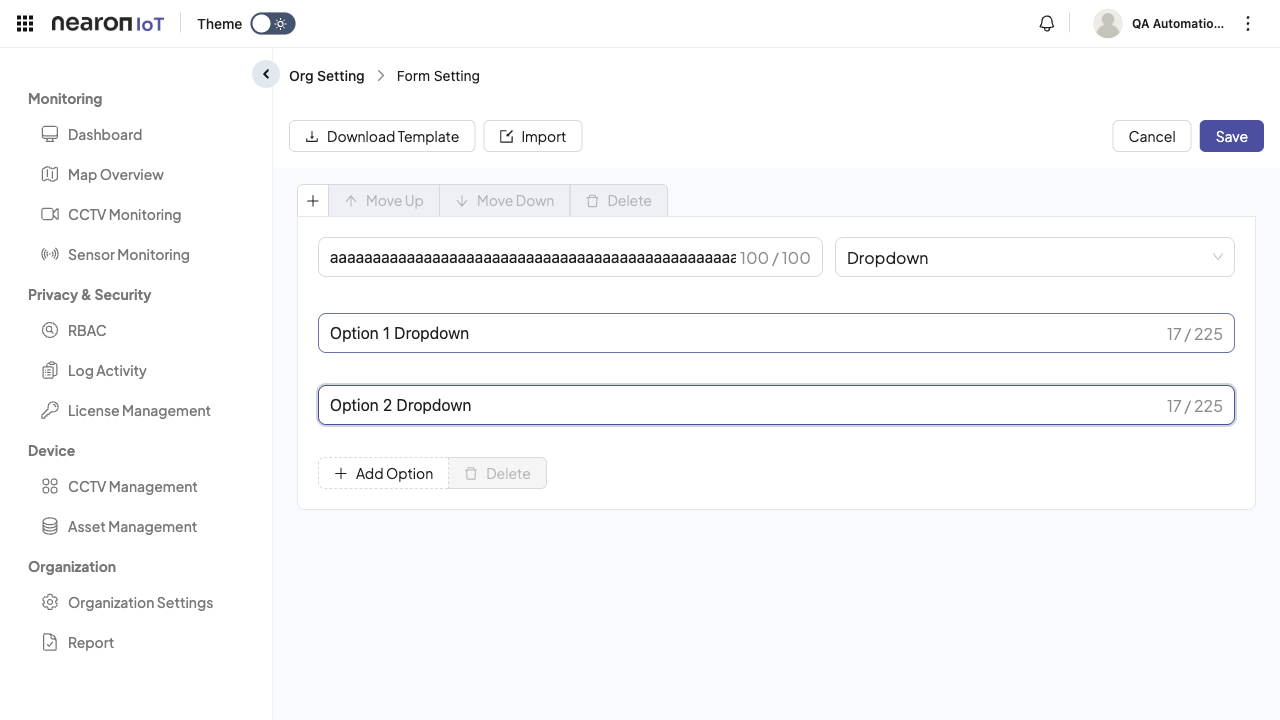 nearon IoT
Theme
QA Automatio...
Org Setting
Form Setting
Monitoring
Dashboard
Map Overview
CCTV Monitoring
Sensor Monitoring
Privacy & Security
RBAC
Log Activity
License Management
Device
CCTV Management
Asset Management
Organization
Organization Settings
Report
Download Template
Import
Cancel
Save
Move Up
Move Down
Delete
aaaaaaaaaaaaaaaaaaaaaaaaaaaaaaaaaaaaaaaaaaaaaaaa 100 / 100
Dropdown
Option 1 Dropdown 17 / 225
Option 2 Dropdown 17 / 225
Add Option
Delete